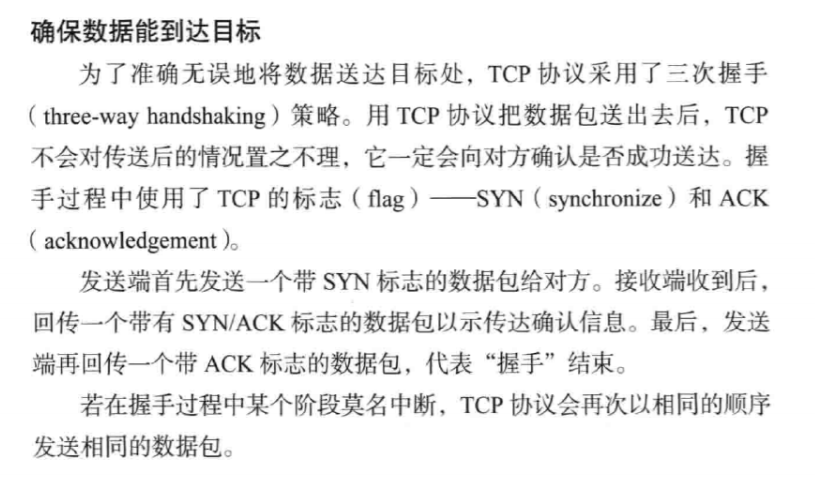 确保数据能到达目标
为了准确无误地将数据送达目标处，TCP 协议采用了三次握手
（three-way handshaking）策略。用 TCP 协议把数据包送出去后，TCP
不会对传送后的情况置之不理，它一定会向对方确认是否成功送达。握
手过程中使用了 TCP 的标志（flag）——SYN（synchronize）和 ACK
（acknowledgement）。
发送端首先发送一个带 SYN 标志的数据包给对方。接收端收到后，
回传一个带有 SYN/ACK 标志的数据包以示传达确认信息。最后，发送
端再回传一个带 ACK 标志的数据包，代表“握手”结束。
若在握手过程中某个阶段莫名中断，TCP 协议会再次以相同的顺序
发送相同的数据包。